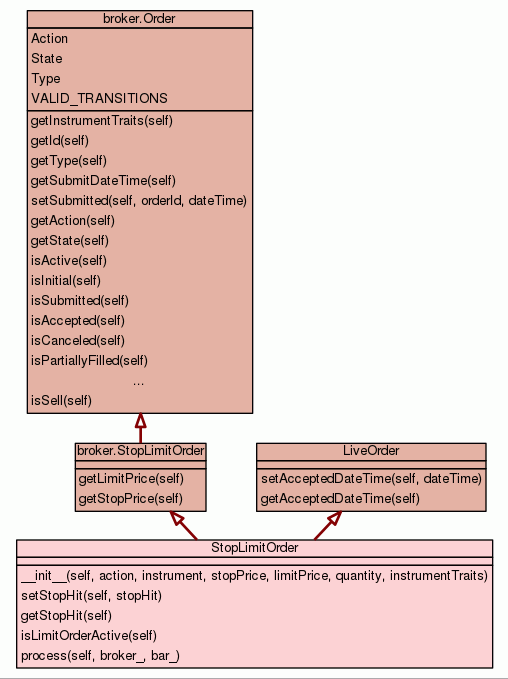 broker.Order
Action
State
Type
VALID_TRANSITIONS
getInstrumentTraits(self)
getId(self)
getType(self)
getSubmitDateTime(self)
setSubmitted(self, orderId, dateTime)
getAction(self)
getState(self)
isActive(self)
isInitial(self)
isSubmitted(self)
isAccepted(self)
isCanceled(self)
isPartiallyFilled(self)
...
isSell(self)
broker.StopLimitOrder
getLimitPrice(self)
getStopPrice(self)
LiveOrder
setAcceptedDateTime(self, dateTime)
getAcceptedDateTime(self)
StopLimitOrder
__init__(self, action, instrument, stopPrice, limitPrice, quantity, instrumentTraits)
setStopHit(self, stopHit)
getStopHit(self)
isLimitOrderActive(self)
process(self, broker_, bar_)